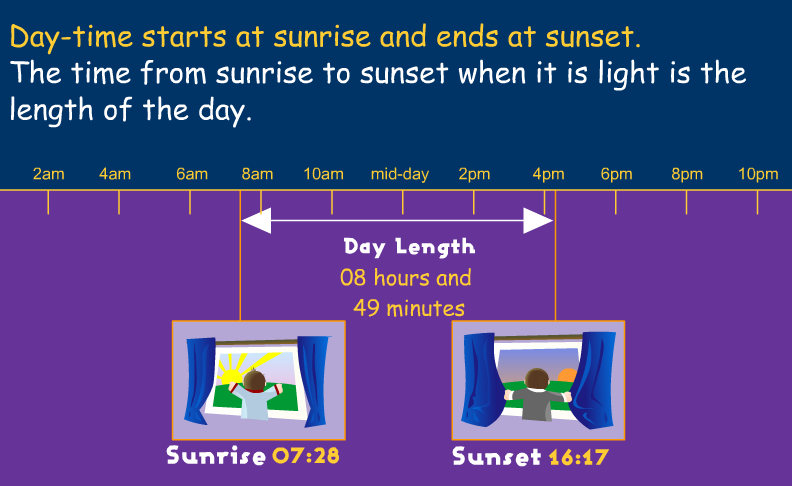 Day-time starts at sunrise and ends at sunset.
The time from sunrise to sunset when it is light is the
length of the day.
2am 4am 6am 8am 10am mid-day 2pm 4pm 6pm 8pm 10pm
Day Length
08 hours and
49 minutes
Sunrise 07:28 Sunset 16:17